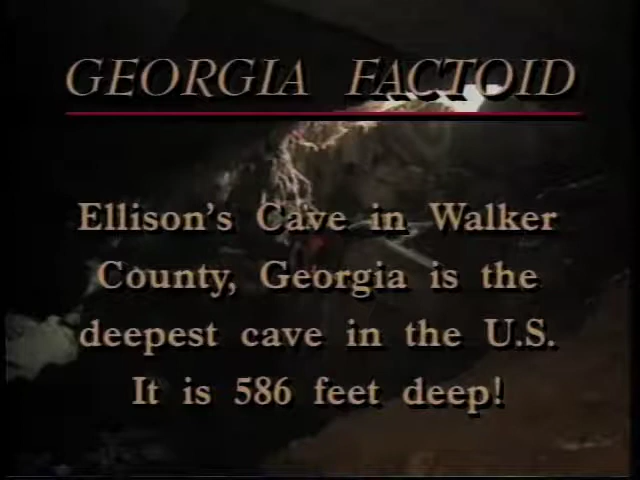 GEORGIA FACTOID
Ellison's Cave in Walker
County, Georgia is the
deepest cave in the U.S.
It is 586 feet deep!